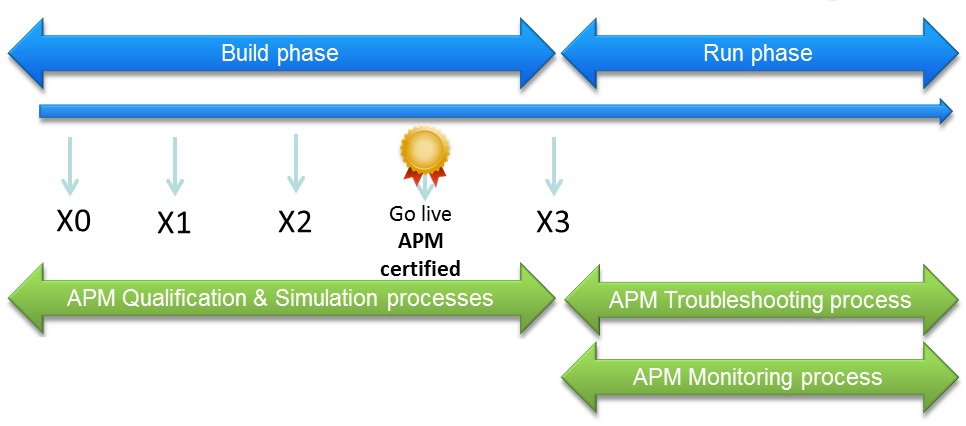 Build phase
Run phase
X0
X1
X2
Go live
APM
certified
X3
APM Qualification & Simulation processes
APM Troubleshooting process
APM Monitoring process